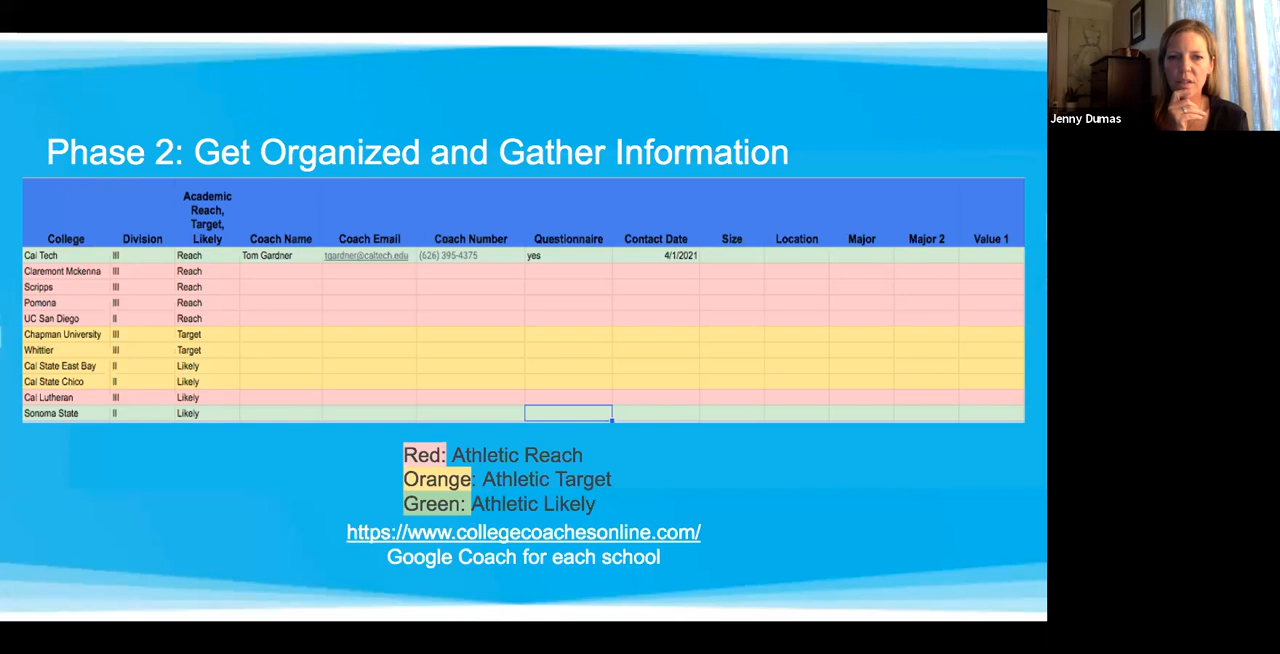 Jenny Dumas
Phase 2: Get Organized and Gather Information
College Division Academic Reach, Target, Likely Coach Name Coach Email Coach Number Questionnaire Contact Date Size Location Major Major 2 Value 1
Cal Tech III Reach Tom Gardner tgardner@caltech.edu (626) 395-4375 yes 4/1/2021
Claremont Mckenna III Reach
Scripps III Reach
Pomona III Reach
UC San Diego II Reach
Chapman University III Target
Whittier III Target
Cal State East Bay II Likely
Cal State Chico II Likely
Cal Lutheran III Likely
Sonoma State II Likely
Red: Athletic Reach
Orange: Athletic Target
Green: Athletic Likely
https://www.collegecoachesonline.com/
Google Coach for each school